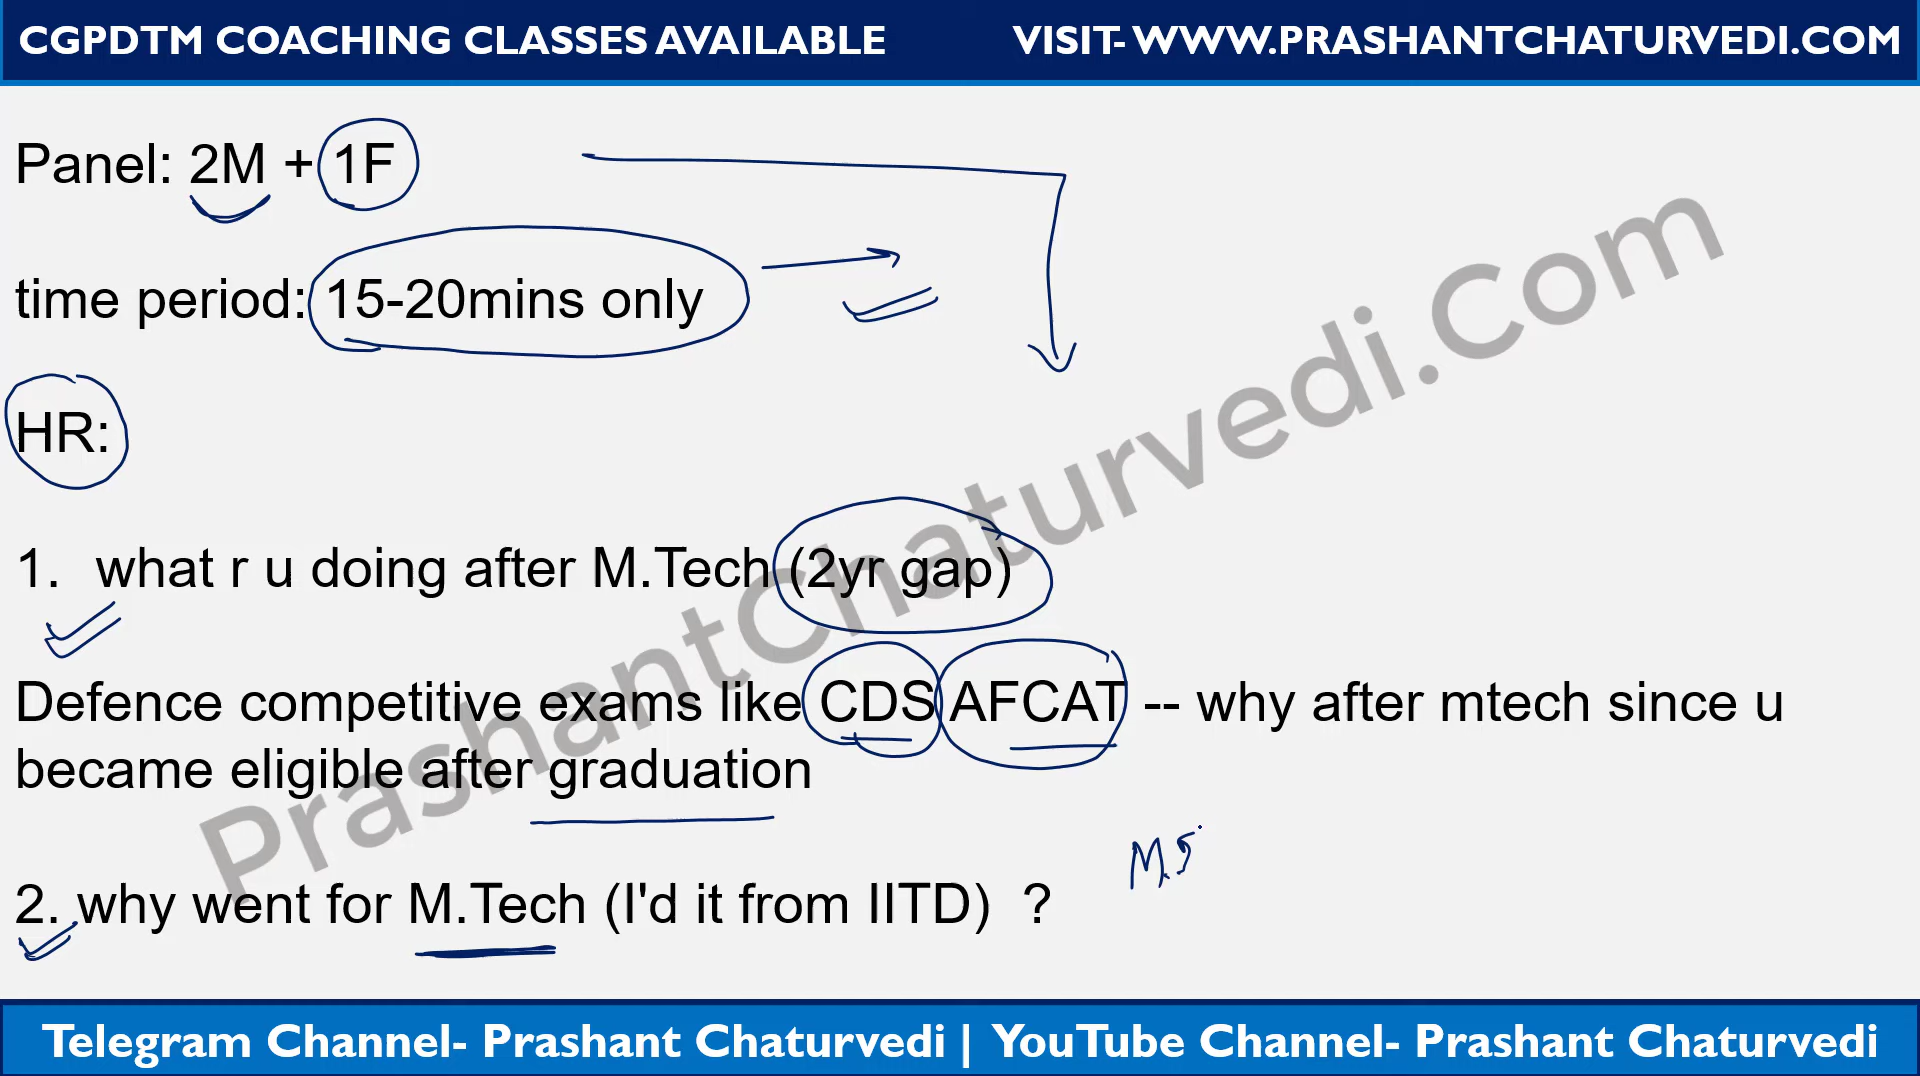 CGPDTM COACHING CLASSES AVAILABLE VISIT- WWW.PRASHANTCHATURVEDI.COM
Panel: 2M + 1F
time period: 15-20mins only
HR:
1. what r u doing after M.Tech (2yr gap)
Defence competitive exams like CDS AFCAT -- why after mtech since u
became eligible after graduation
2. why went for M.Tech (I'd it from IITD) ?
PrashantChaturvedi.Com
Telegram Channel- Prashant Chaturvedi | YouTube Channel- Prashant Chaturvedi